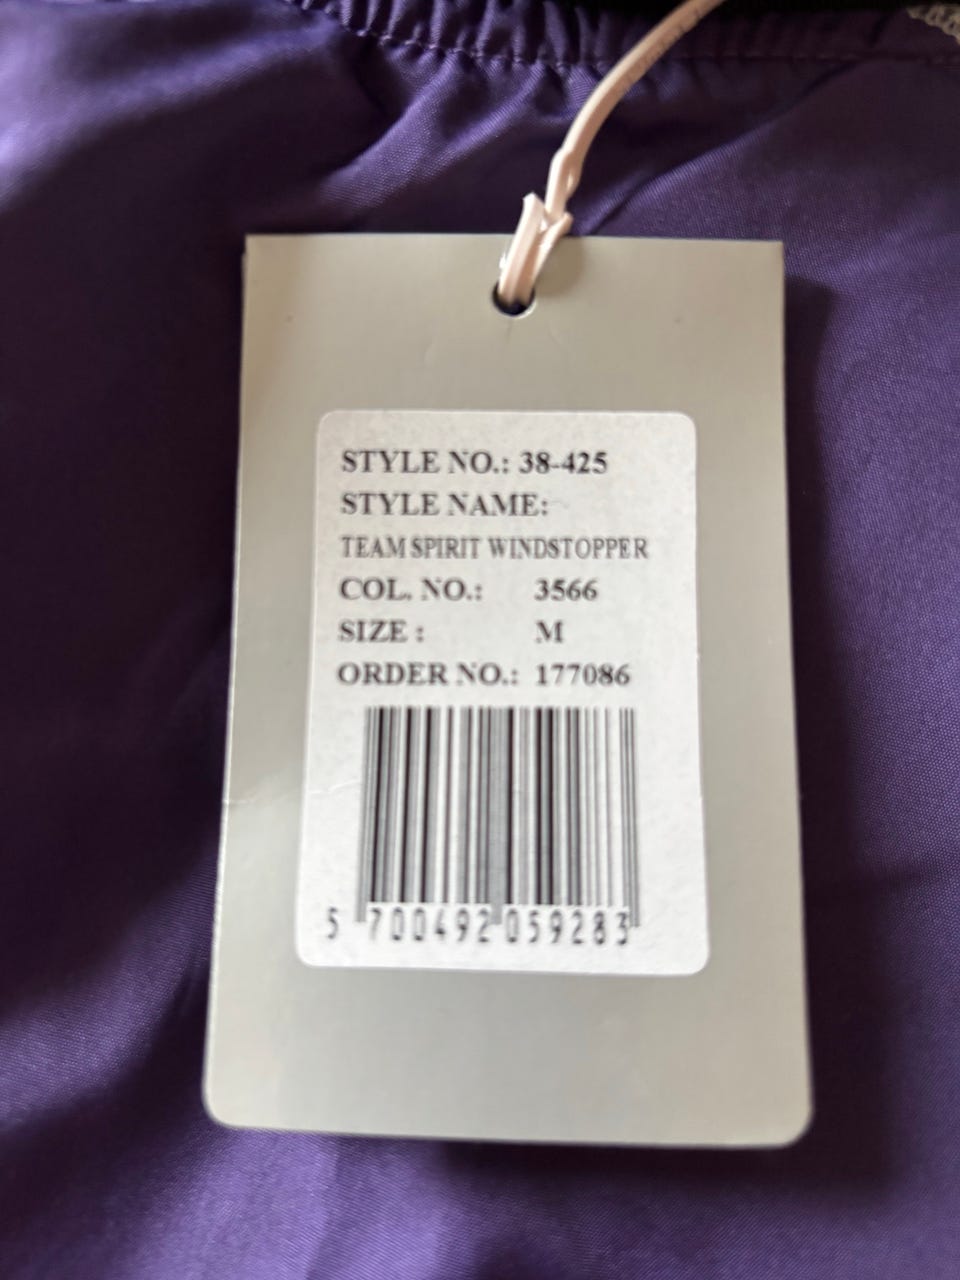 STYLE NO.: 38-425
STYLE NAME:
TEAM SPIRIT WINDSTOPPER
COL. NO.: 3566
SIZE : M
ORDER NO.: 177086
5 700492 059283